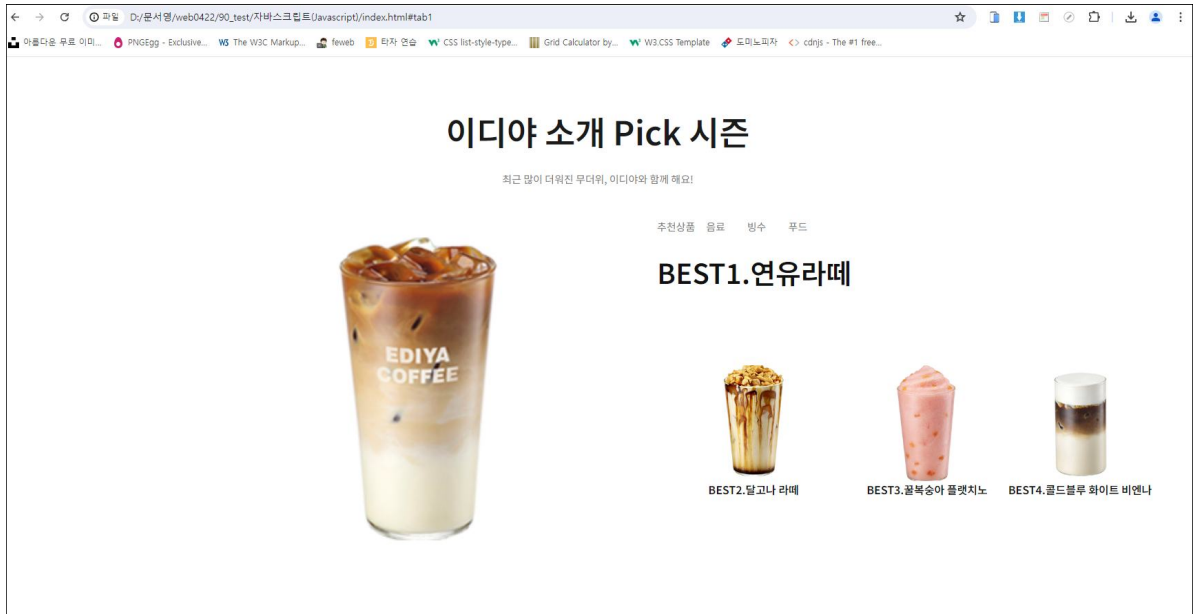 파일 D:/문서영/web0422/90_test/자바스크립트(Javascript)/index.html#tab1
아름다운 무료 이미... PNGEgg - Exclusive... W3 The W3C Markup... feweb 타자 연습 CSS list-style-type... Grid Calculator by... W3.CSS Template 도미노피자 cdnjs - The #1 free...
이디야 소개 Pick 시즌
최근 많이 더워진 무더위, 이디야와 함께 해요!
추천상품 음료 빙수 푸드
BEST1.연유라떼
EDIYA
COFFEE
BEST2.달고나 라떼 BEST3.꿀복숭아 플랫치노 BEST4.콜드블루 화이트 비엔나